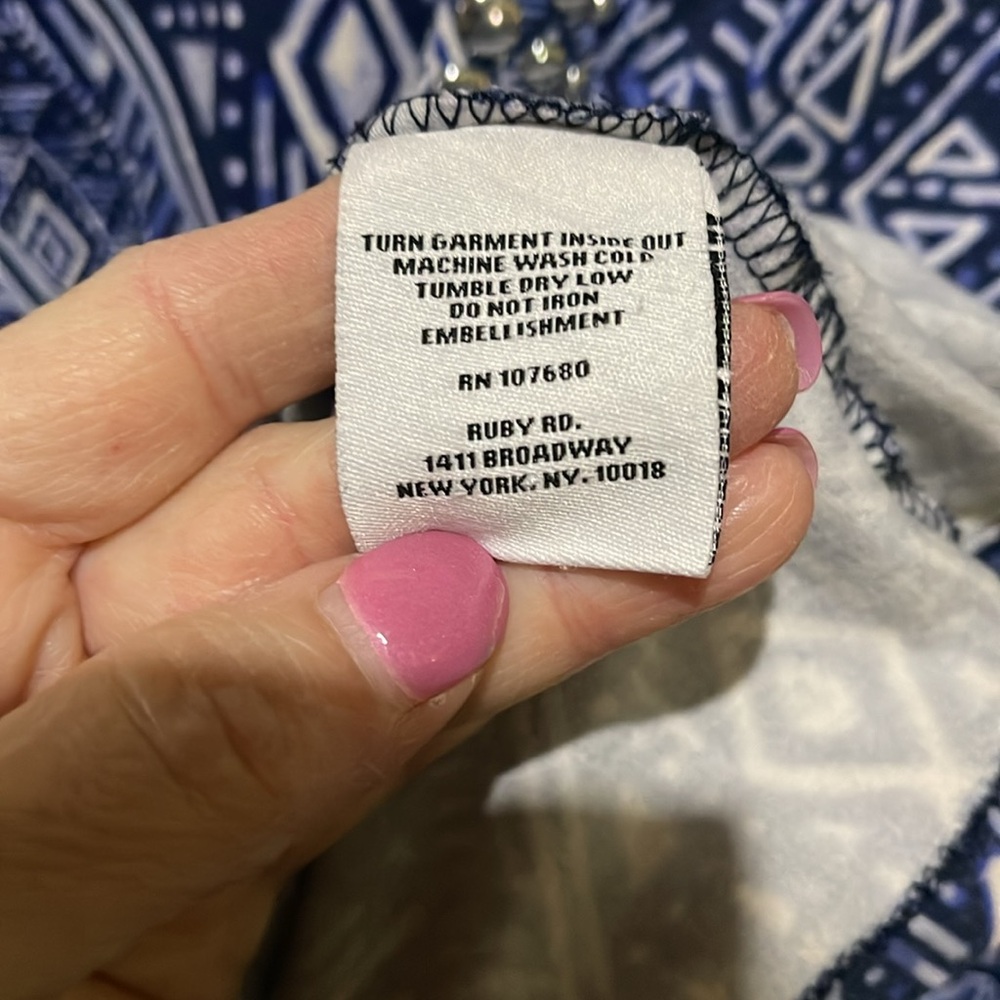 TURN GARMENT INSIDE OUT
MACHINE WASH COLD
TUMBLE DRY LOW
DO NOT IRON
EMBELLISHMENT
RN 107680
RUBY RD.
1411 BROADWAY
NEW YORK, NY. 10018